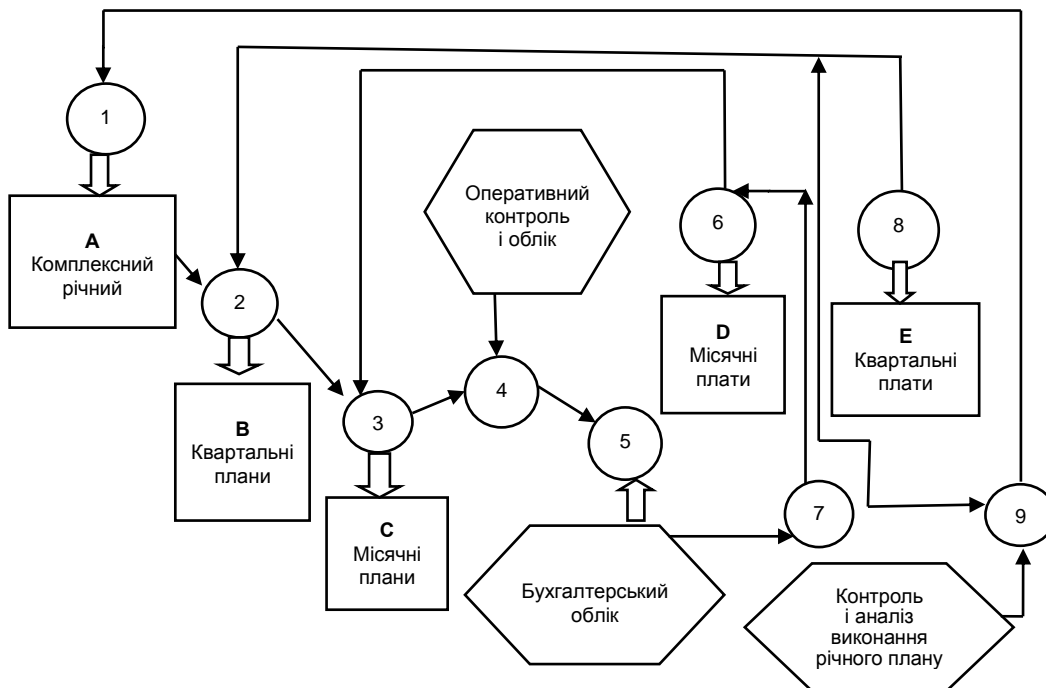 1
А
Комплексний
річний
2
В
Квартальні
плани
3
С
Місячні
плани
Оперативний
контроль
і облік
4
5
Бухгалтерський
облік
6
D
Місячні
плати
7
8
Е
Квартальні
плати
9
Контроль
і аналіз
виконання
річного плану